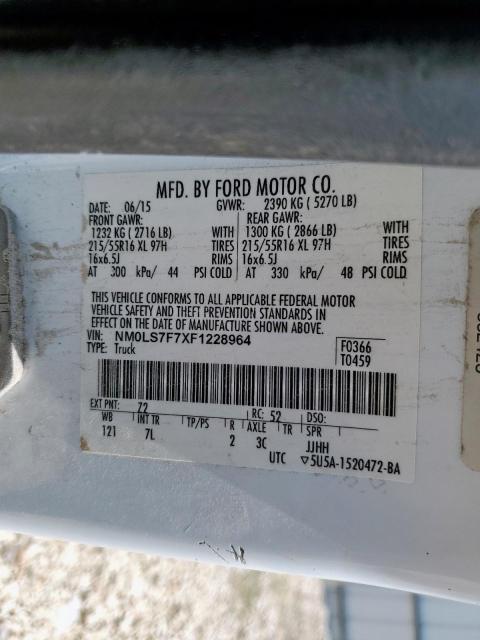 MFD. BY FORD MOTOR CO.
DATE: 06/15 GVWR: 2390 KG ( 5270 LB)
FRONT GAWR: REAR GAWR:
1232 KG ( 2716 LB) WITH 1300 KG ( 2866 LB) WITH
215/55R16 XL 97H TIRES 215/55R16 XL 97H TIRES
16x6.5J RIMS 16x6.5J RIMS
AT 300 kPa/ 44 PSI COLD AT 330 kPa/ 48 PSI COLD
THIS VEHICLE CONFORMS TO ALL APPLICABLE FEDERAL MOTOR
VEHICLE SAFETY AND THEFT PREVENTION STANDARDS IN
EFFECT ON THE DATE OF MANUFACTURE SHOWN ABOVE.
VIN: NM0LS7F7XF1228964 F0366
TYPE: Truck T0459
EXT PNT: 72 RC: 52 DSO:
WB INT TR TP/PS R AXLE TR SPR
121 7L 2 3C JJHH
UTC ▽5U5A-1520472-BA